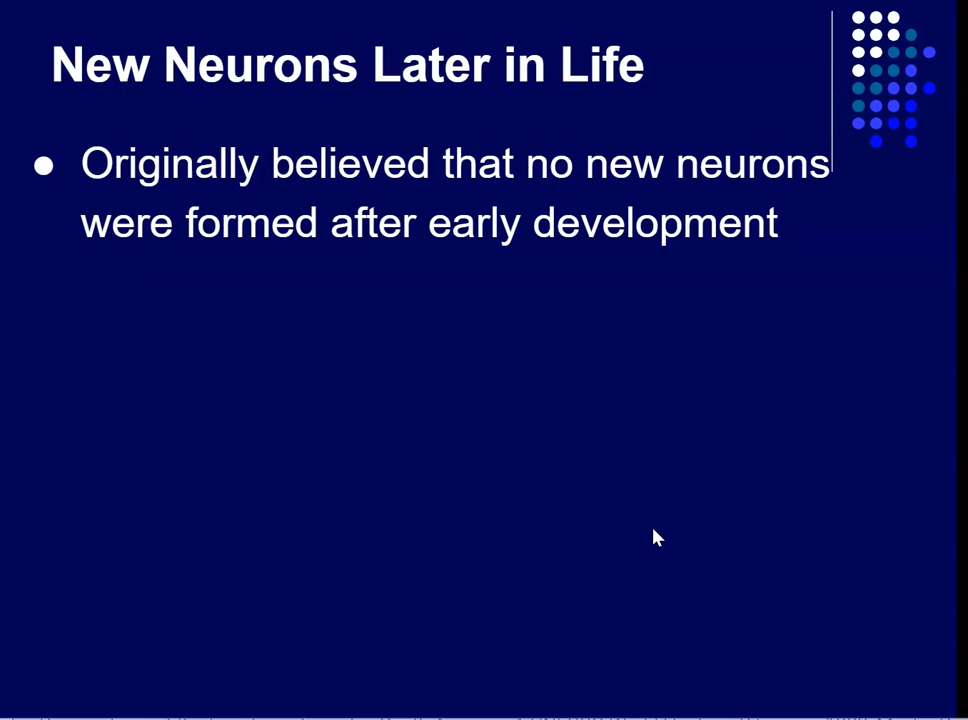 New Neurons Later in Life
● Originally believed that no new neurons
were formed after early development